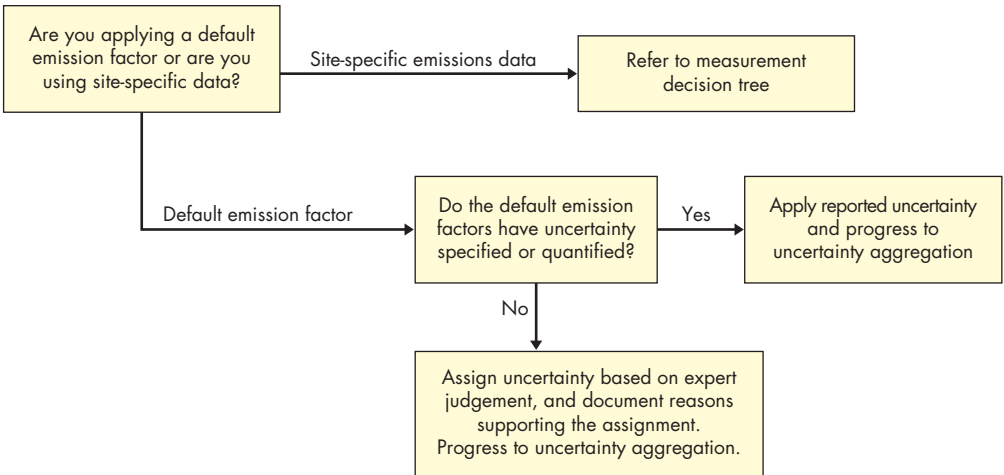 Are you applying a default
emission factor or are you
using site-specific data?
Site-specific emissions data
Refer to measurement
decision tree
Default emission factor
Do the default emission
factors have uncertainty
specified or quantified?
Yes
Apply reported uncertainty
and progress to
uncertainty aggregation
No
Assign uncertainty based on expert
judgement, and document reasons
supporting the assignment.
Progress to uncertainty aggregation.